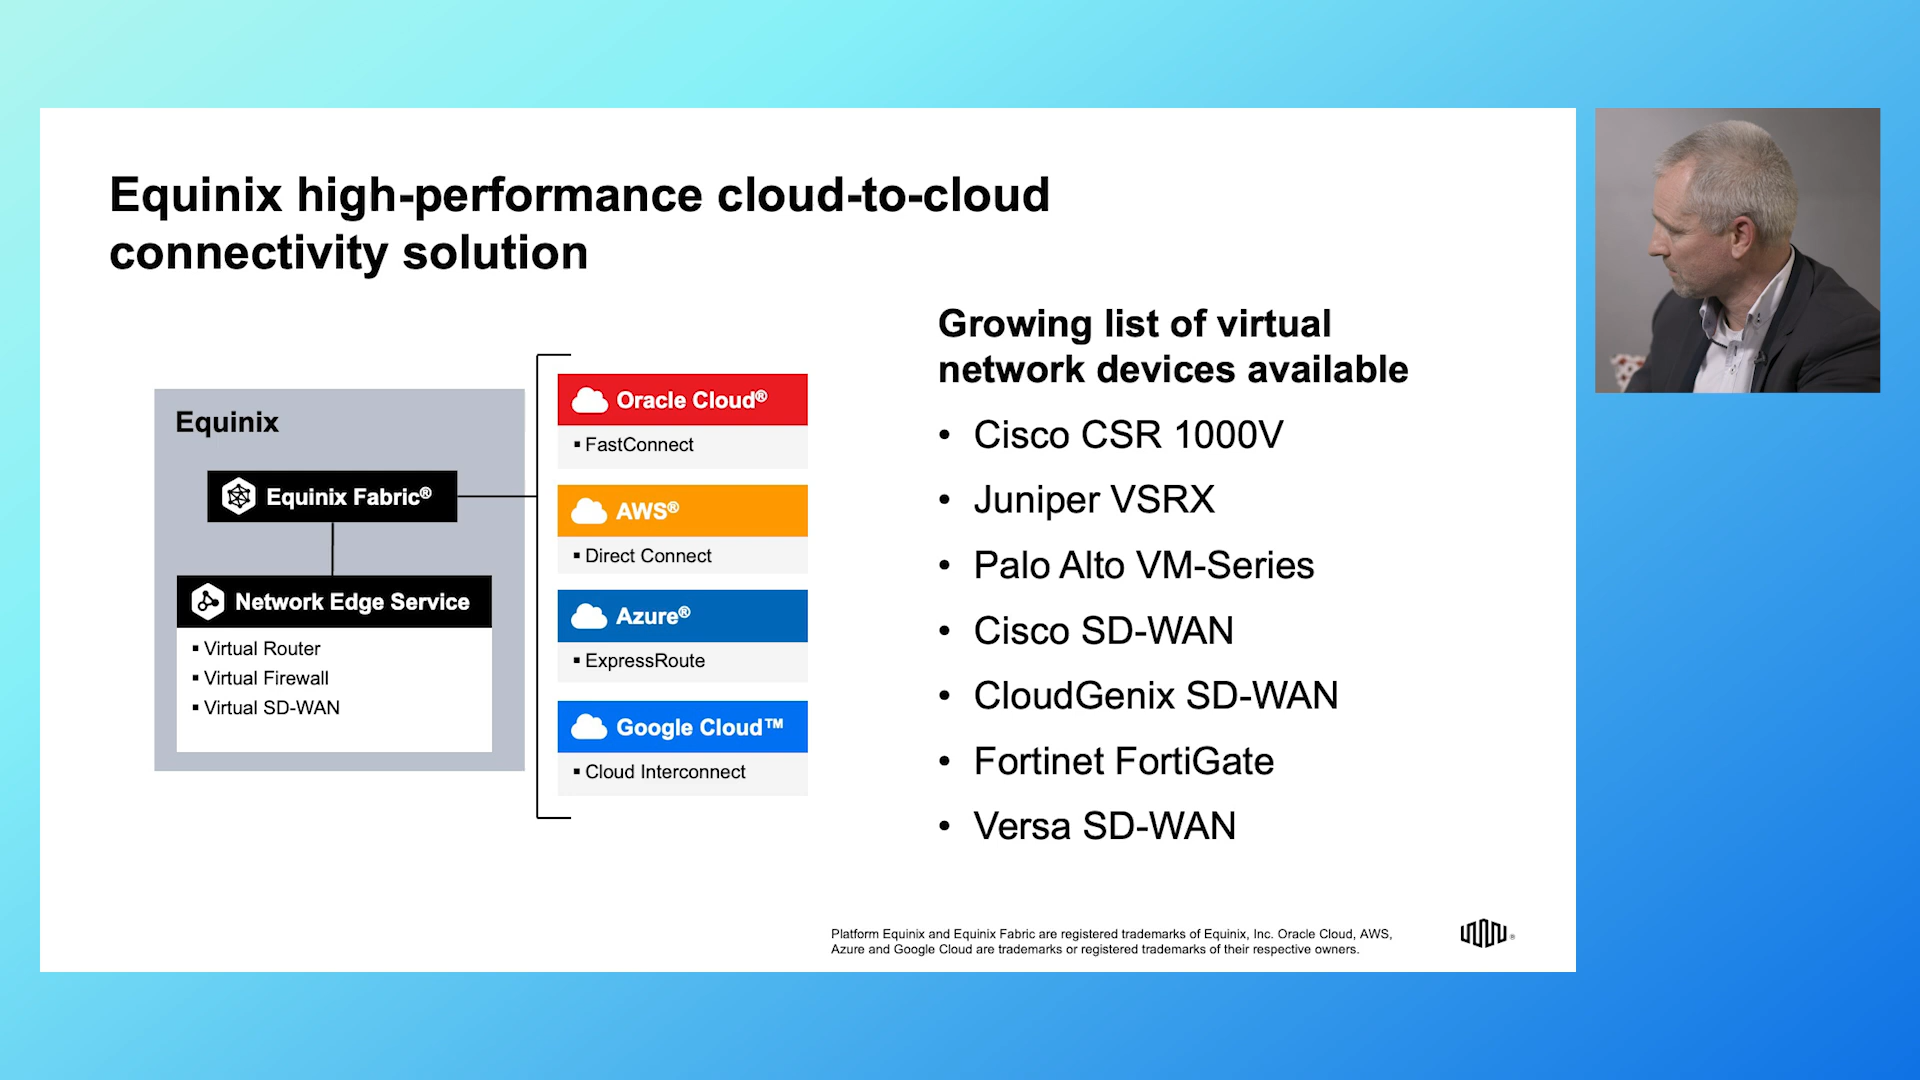 Equinix high-performance cloud-to-cloud
connectivity solution
Equinix
Equinix Fabric®
Network Edge Service
▪ Virtual Router
▪ Virtual Firewall
▪ Virtual SD-WAN
Oracle Cloud®
▪ FastConnect
AWS®
▪ Direct Connect
Azure®
▪ ExpressRoute
Google Cloud™
▪ Cloud Interconnect
Growing list of virtual
network devices available
• Cisco CSR 1000V
• Juniper VSRX
• Palo Alto VM-Series
• Cisco SD-WAN
• CloudGenix SD-WAN
• Fortinet FortiGate
• Versa SD-WAN
Platform Equinix and Equinix Fabric are registered trademarks of Equinix, Inc. Oracle Cloud, AWS,
Azure and Google Cloud are trademarks or registered trademarks of their respective owners.
®